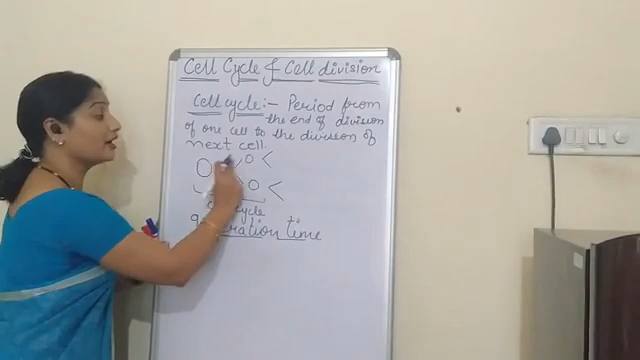 Cell Cycle & Cell division
Cell cycle :- Period from
the end of division
of one cell to the division of
next cell.
cycle
time